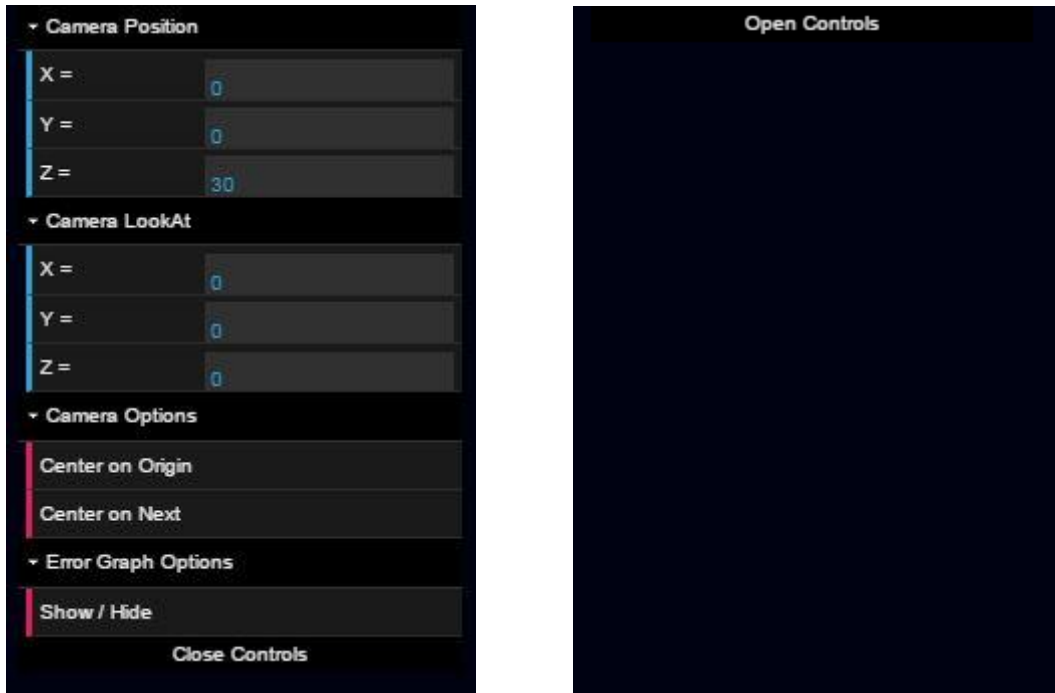 Camera Position
X =
0
Y =
0
Z =
30
Camera LookAt
X =
0
Y =
0
Z =
0
Camera Options
Center on Origin
Center on Next
Error Graph Options
Show / Hide
Close Controls
Open Controls